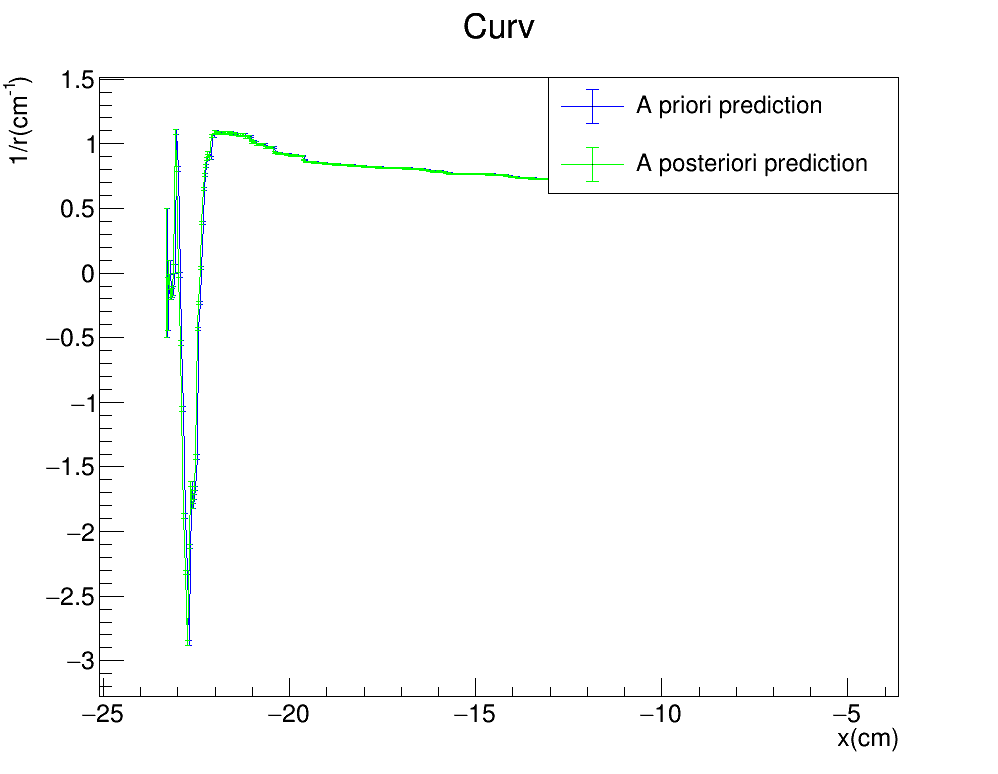 Curv
1/r(cm⁻¹)
1.5
1
0.5
0
−0.5
−1
−1.5
−2
−2.5
−3
A priori prediction
A posteriori prediction
−25 −20 −15 −10 −5
x(cm)